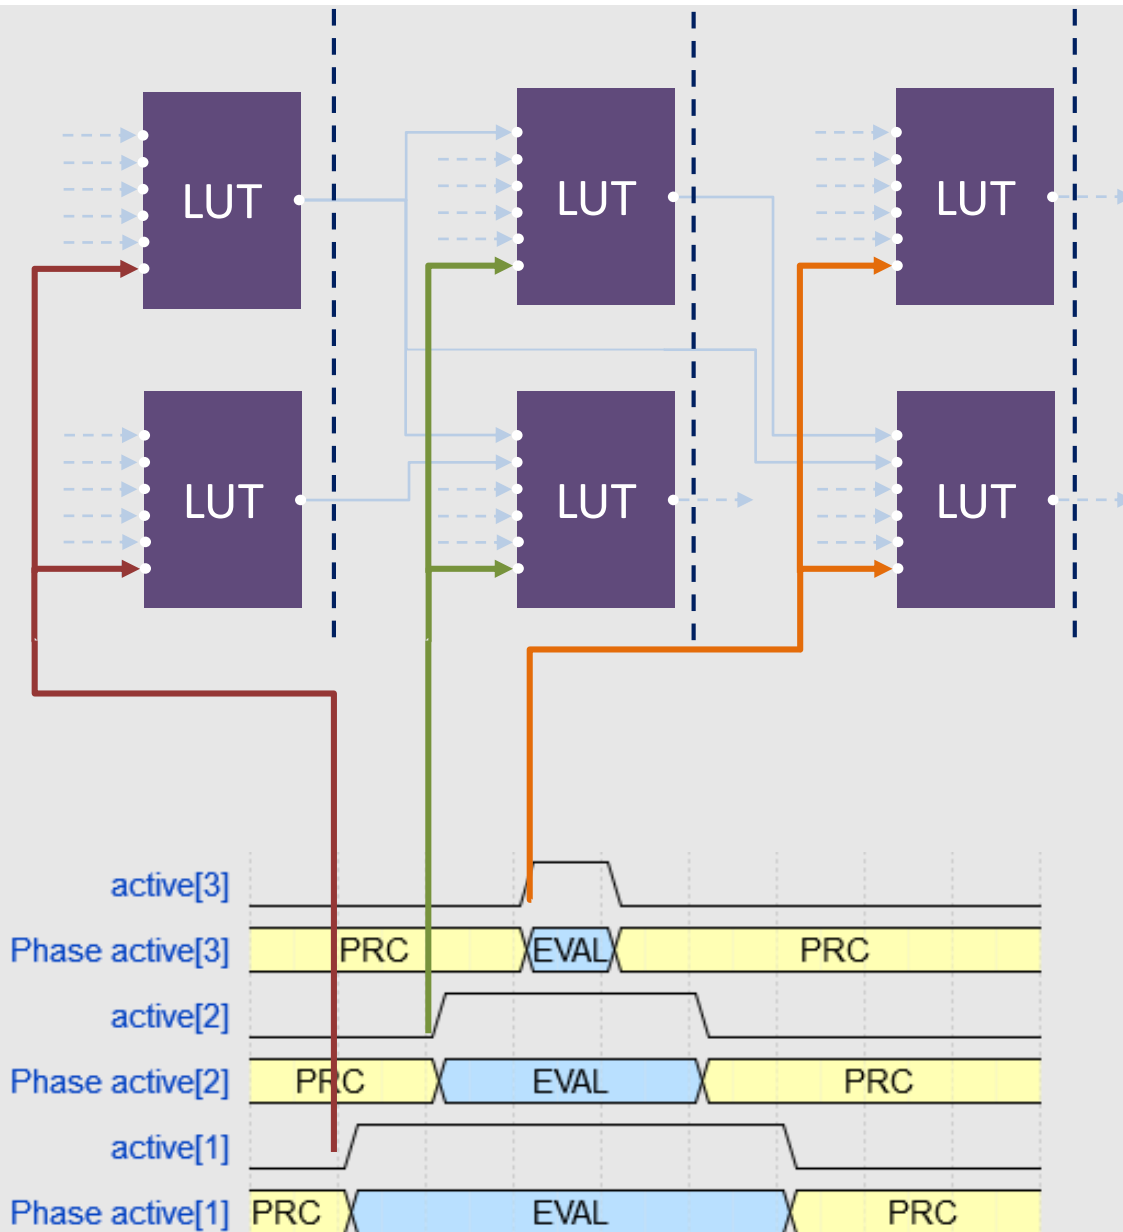 LUT LUT LUT
LUT LUT LUT
active[3]
Phase active[3] PRC EVAL PRC
active[2]
Phase active[2] PRC EVAL PRC
active[1]
Phase active[1] PRC EVAL PRC